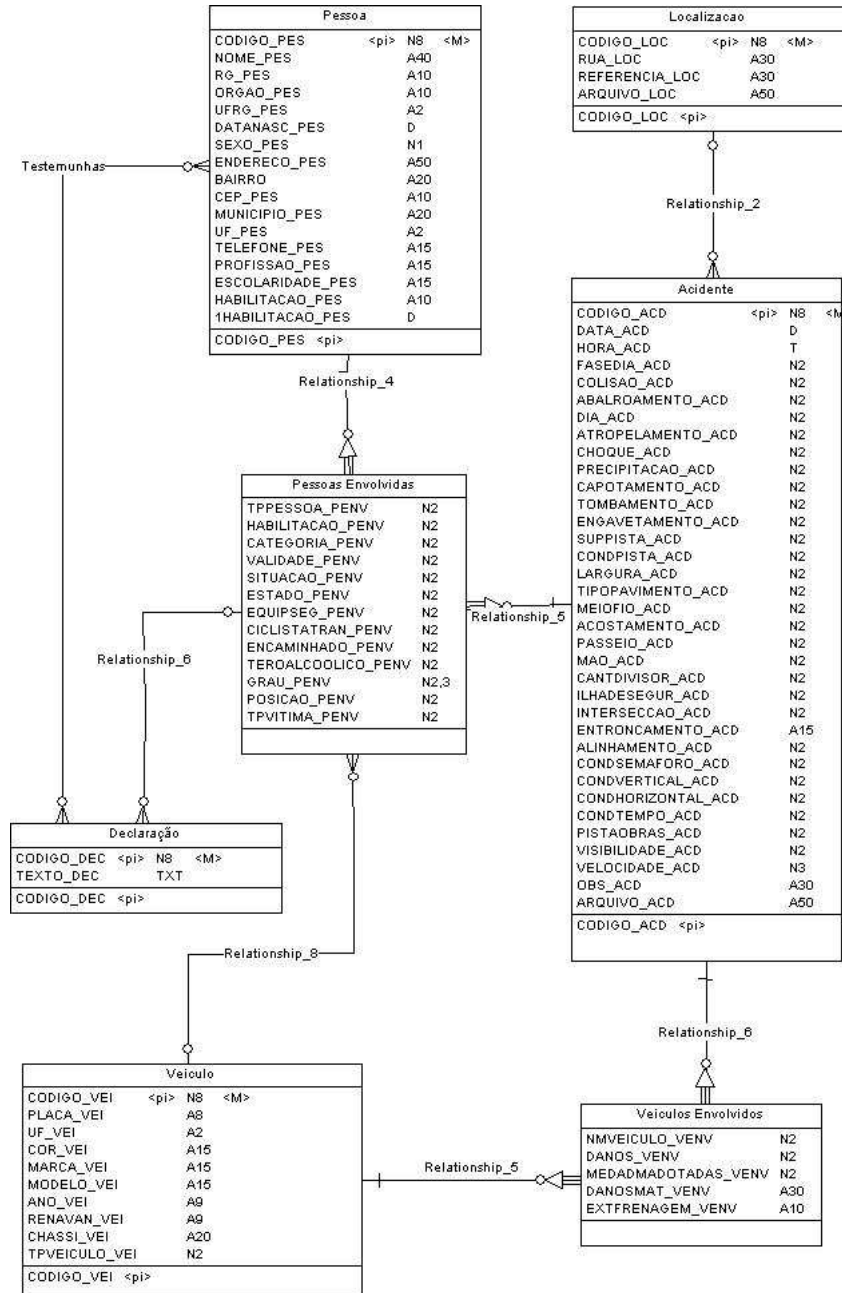 Pessoa
CODIGO_PES <pi> N8 <M>
NOME_PES A40
RG_PES A10
ORGAO_PES A10
UFRG_PES A2
DATANASC_PES D
SEXO_PES N1
ENDERECO_PES A50
BAIRRO A20
CEP_PES A10
MUNICIPIO_PES A20
UF_PES A2
TELEFONE_PES A15
PROFISSAO_PES A15
ESCOLARIDADE_PES A15
HABILITACAO_PES A10
1HABILITACAO_PES D
CODIGO_PES <pi>
Localizacao
CODIGO_LOC <pi> N8 <M>
RUA_LOC A30
REFERENCIA_LOC A30
ARQUIVO_LOC A50
CODIGO_LOC <pi>
Testemunhas
Relationship_2
Relationship_4
Acidente
CODIGO_ACD <pi> N8 <M
DATA_ACD D
HORA_ACD T
FASEDIA_ACD N2
COLISAO_ACD N2
ABALROAMENTO_ACD N2
DIA_ACD N2
ATROPELAMENTO_ACD N2
CHOQUE_ACD N2
PRECIPITACAO_ACD N2
CAPOTAMENTO_ACD N2
TOMBAMENTO_ACD N2
ENGAVETAMENTO_ACD N2
SUPPISTA_ACD N2
CONDPISTA_ACD N2
LARGURA_ACD N2
TIPOPAVIMENTO_ACD N2
MEIOFIO_ACD N2
ACOSTAMENTO_ACD N2
PASSEIO_ACD N2
MAO_ACD N2
CANTDIVISOR_ACD N2
ILHADESEGUR_ACD N2
INTERSECCAO_ACD N2
ENTRONCAMENTO_ACD A15
ALINHAMENTO_ACD N2
CONDSEMAFORO_ACD N2
CONDVERTICAL_ACD N2
CONDHORIZONTAL_ACD N2
CONDTEMPO_ACD N2
PISTAOBRAS_ACD N2
VISIBILIDADE_ACD N2
VELOCIDADE_ACD N3
OBS_ACD A30
ARQUIVO_ACD A50
CODIGO_ACD <pi>
Pessoas Envolvidas
TPPESSOA_PENV N2
HABILITACAO_PENV N2
CATEGORIA_PENV N2
VALIDADE_PENV N2
SITUACAO_PENV N2
ESTADO_PENV N2
EQUIPSEG_PENV N2
CICLISTATRAN_PENV N2
ENCAMINHADO_PENV N2
TEROALCOOLICO_PENV N2
GRAU_PENV N2,3
POSICAO_PENV N2
TPVITIMA_PENV N2
Relationship_5
Relationship_6
Declaração
CODIGO_DEC <pi> N8 <M>
TEXTO_DEC TXT
CODIGO_DEC <pi>
Relationship_8
Relationship_6
Veiculo
CODIGO_VEI <pi> N8 <M>
PLACA_VEI A8
UF_VEI A2
COR_VEI A15
MARCA_VEI A15
MODELO_VEI A15
ANO_VEI A9
RENAVAN_VEI A9
CHASSI_VEI A20
TPVEICULO_VEI N2
CODIGO_VEI <pi>
Relationship_5
Veiculos Envolvidos
NMVEICULO_VENV N2
DANOS_VENV N2
MEDADMADOTADAS_VENV N2
DANOSMAT_VENV A30
EXTFRENAGEM_VENV A10